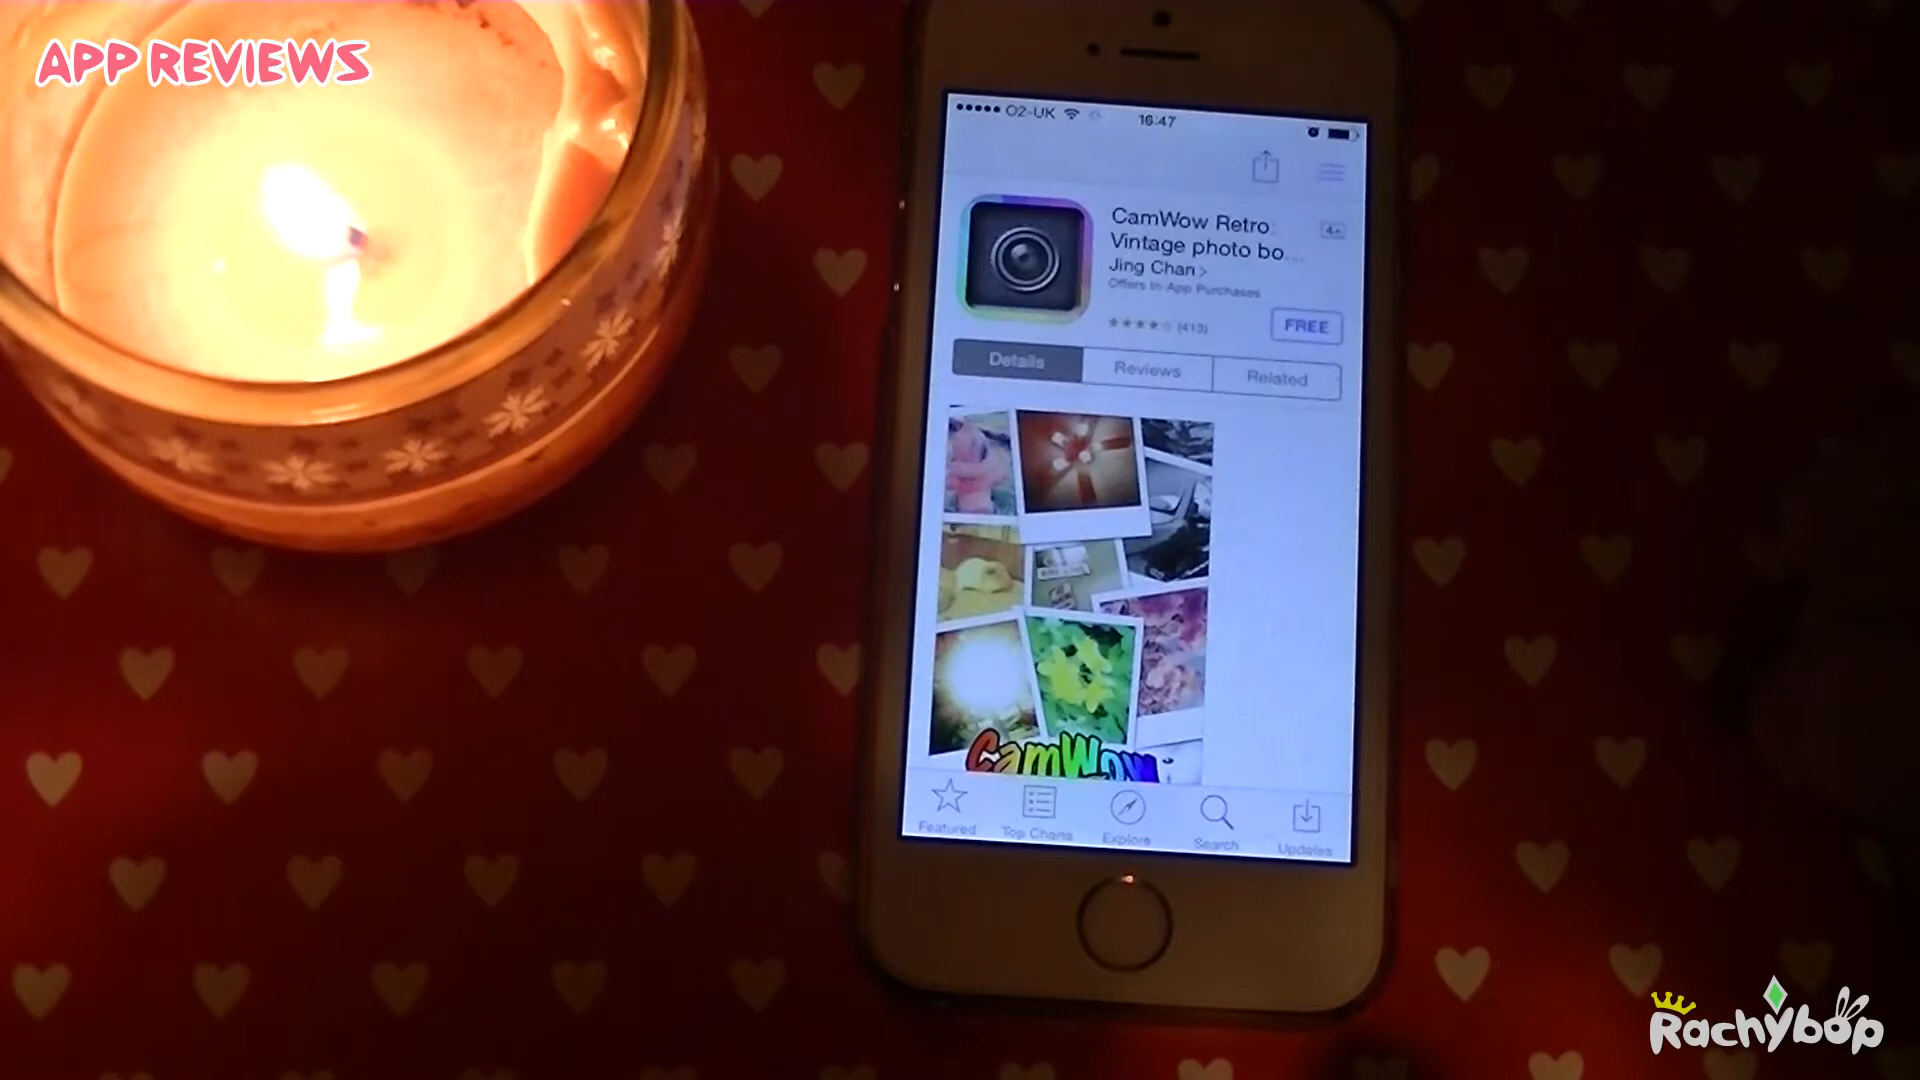 APP REVIEWS
O2-UK 16:47
CamWow Retro:
Vintage photo bo...
4+
Jing Chan >
Offers In-App Purchases
(413)
FREE
Details Reviews Related
CamWow
Featured Top Charts Explore Search Updates
Rachybop